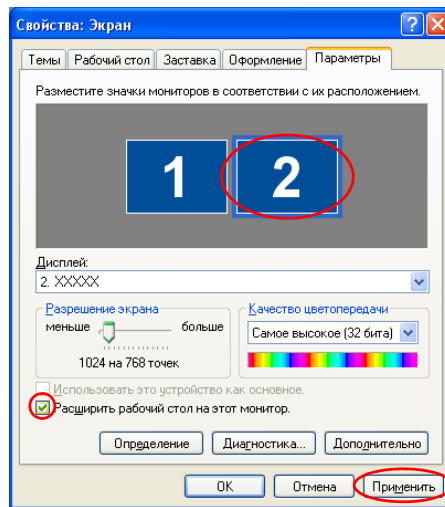 Свойства: Экран
Темы Рабочий стол Заставка Оформление Параметры
Разместите значки мониторов в соответствии с их расположением.
1 2
Дисплей:
2. XXXXX
Разрешение экрана
меньше больше
1024 на 768 точек
Качество цветопередачи
Самое высокое (32 бита)
Использовать это устройство как основное.
Расширить рабочий стол на этот монитор.
Определение Диагностика... Дополнительно
OK Отмена Применить